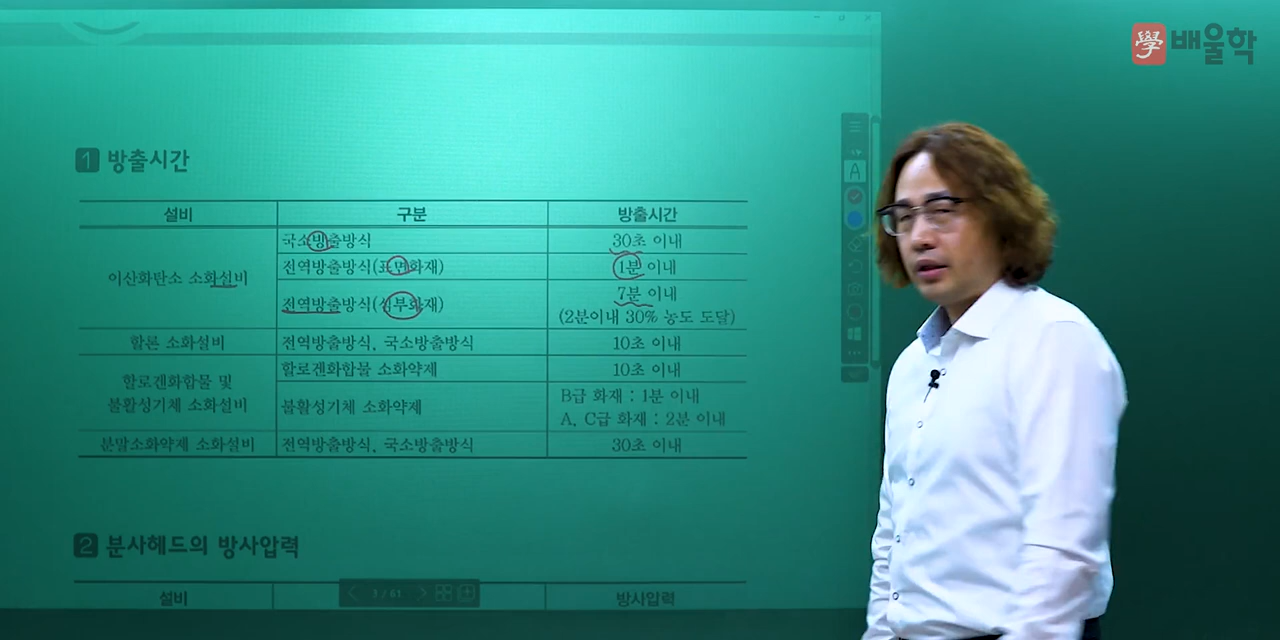 學 배울학
1 방출시간
설비 구분 방출시간
이산화탄소 소화설비 국소방출방식 30초 이내
전역방출방식(표면화재) 1분 이내
전역방출방식(심부화재) 7분 이내
(2분이내 30% 농도 도달)
할론 소화설비 전역방출방식, 국소방출방식 10초 이내
할로겐화합물 및 불활성기체 소화설비 할로겐화합물 소화약제 10초 이내
불활성기체 소화약제 B급 화재 : 1분 이내
A, C급 화재 : 2분 이내
분말소화약제 소화설비 전역방출방식, 국소방출방식 30초 이내
2 분사헤드의 방사압력
설비 방사압력
3 / 61
A